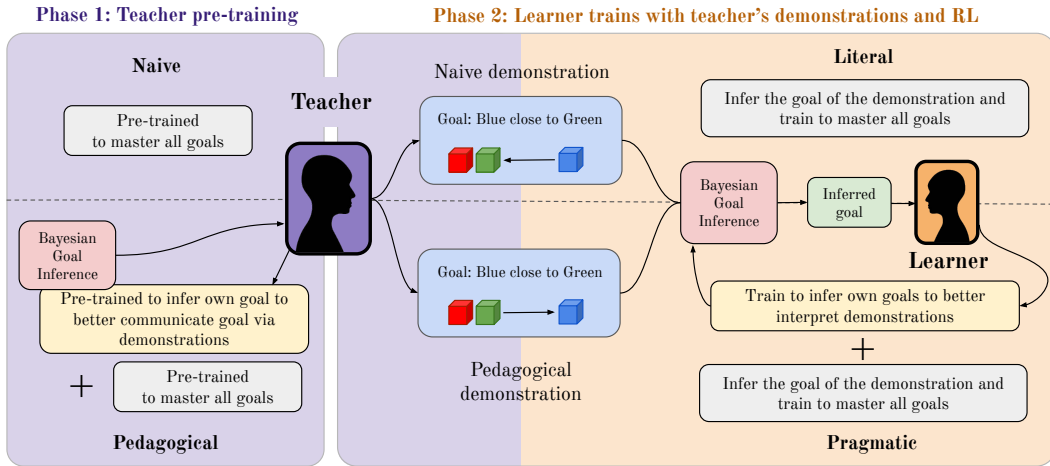 Phase 1: Teacher pre-training
Phase 2: Learner trains with teacher's demonstrations and RL
Naive
Teacher
Pre-trained
to master all goals
Bayesian
Goal
Inference
Pre-trained to infer own goal to
better communicate goal via
demonstrations
+
Pre-trained
to master all goals
Pedagogical
Naive demonstration
Goal: Blue close to Green
Goal: Blue close to Green
Pedagogical
demonstration
Literal
Infer the goal of the demonstration and
train to master all goals
Bayesian
Goal
Inference
Inferred
goal
Learner
Train to infer own goals to better
interpret demonstrations
+
Infer the goal of the demonstration and
train to master all goals
Pragmatic